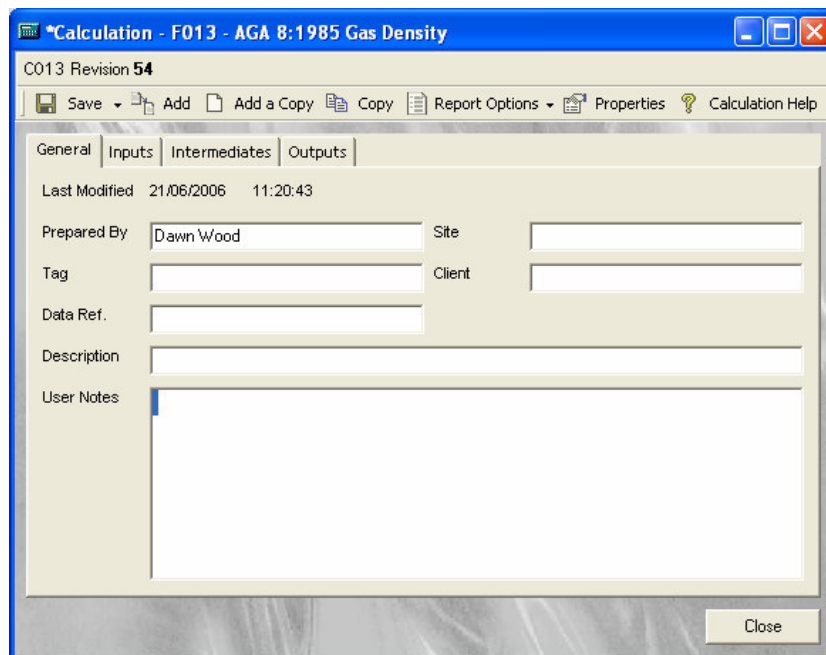 *Calculation - F013 - AGA 8:1985 Gas Density
C013 Revision 54
Save Add Add a Copy Copy Report Options Properties Calculation Help
General Inputs Intermediates Outputs
Last Modified 21/06/2006 11:20:43
Prepared By Dawn Wood Site
Tag Client
Data Ref.
Description
User Notes
Close